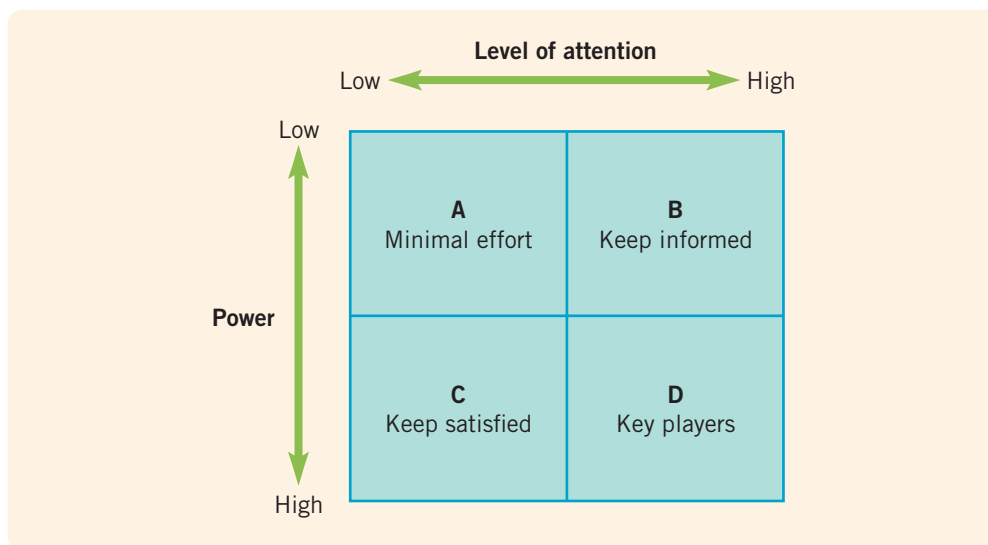 Level of attention
Low
High
Low
A
Minimal effort
B
Keep informed
Power
C
Keep satisfied
D
Key players
High